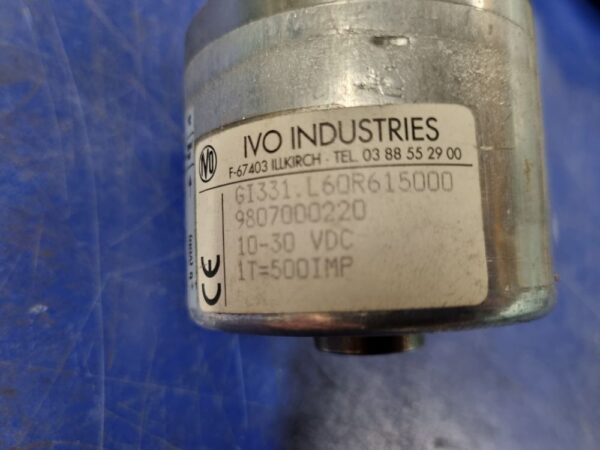 IVO
IVO INDUSTRIES
F-67403 ILLKIRCH - TEL. 03 88 55 29 00
GI331.L60R615000
9807000220
10-30 VDC
1T=500IMP
CE